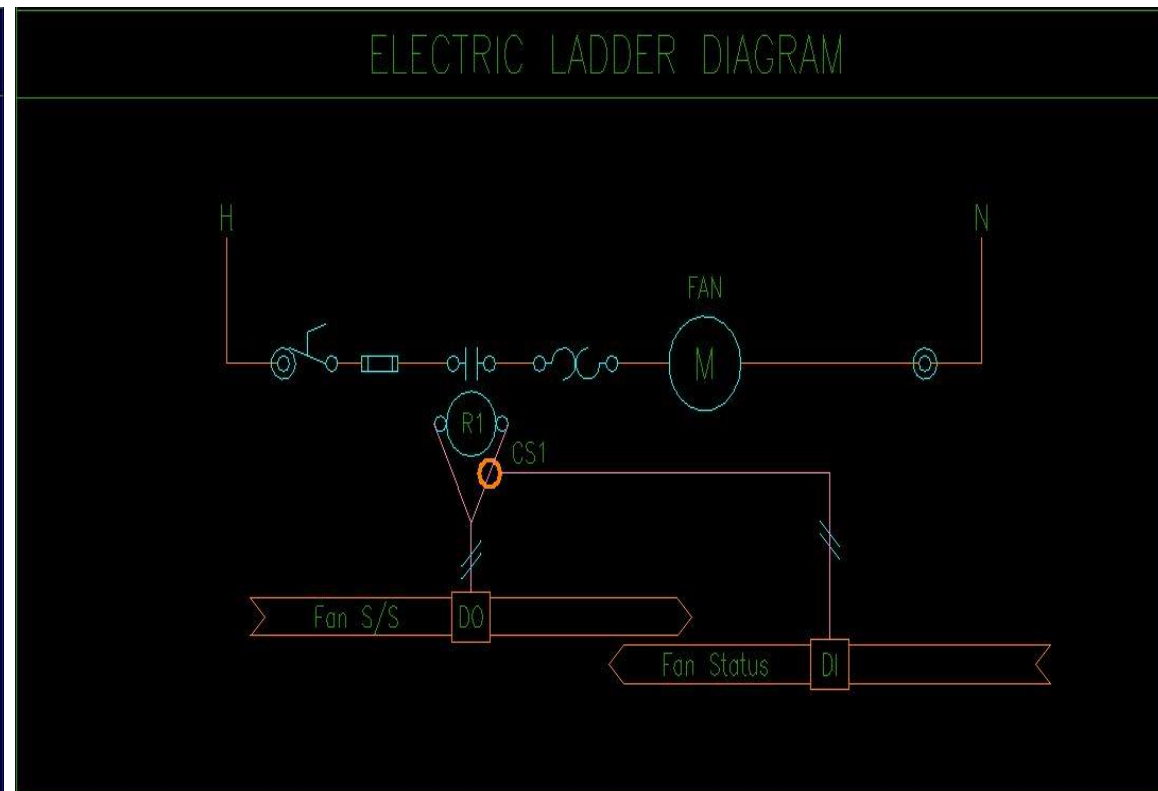 ELECTRIC LADDER DIAGRAM
H
N
FAN
M
R1
CS1
Fan S/S DO
Fan Status DI